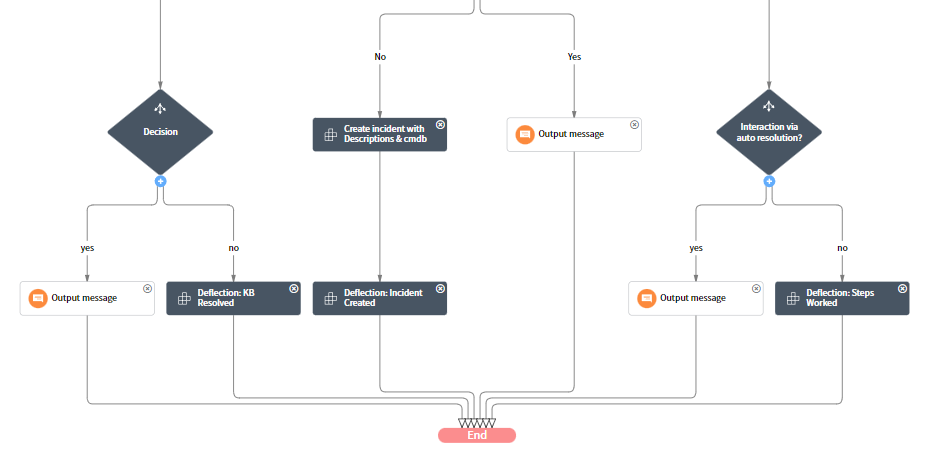 No
Yes
Decision
Create incident with
Descriptions & cmdb
Output message
Interaction via
auto resolution?
yes
no
yes
no
Output message
Deflection: KB
Resolved
Deflection: Incident
Created
Output message
Deflection: Steps
Worked
End